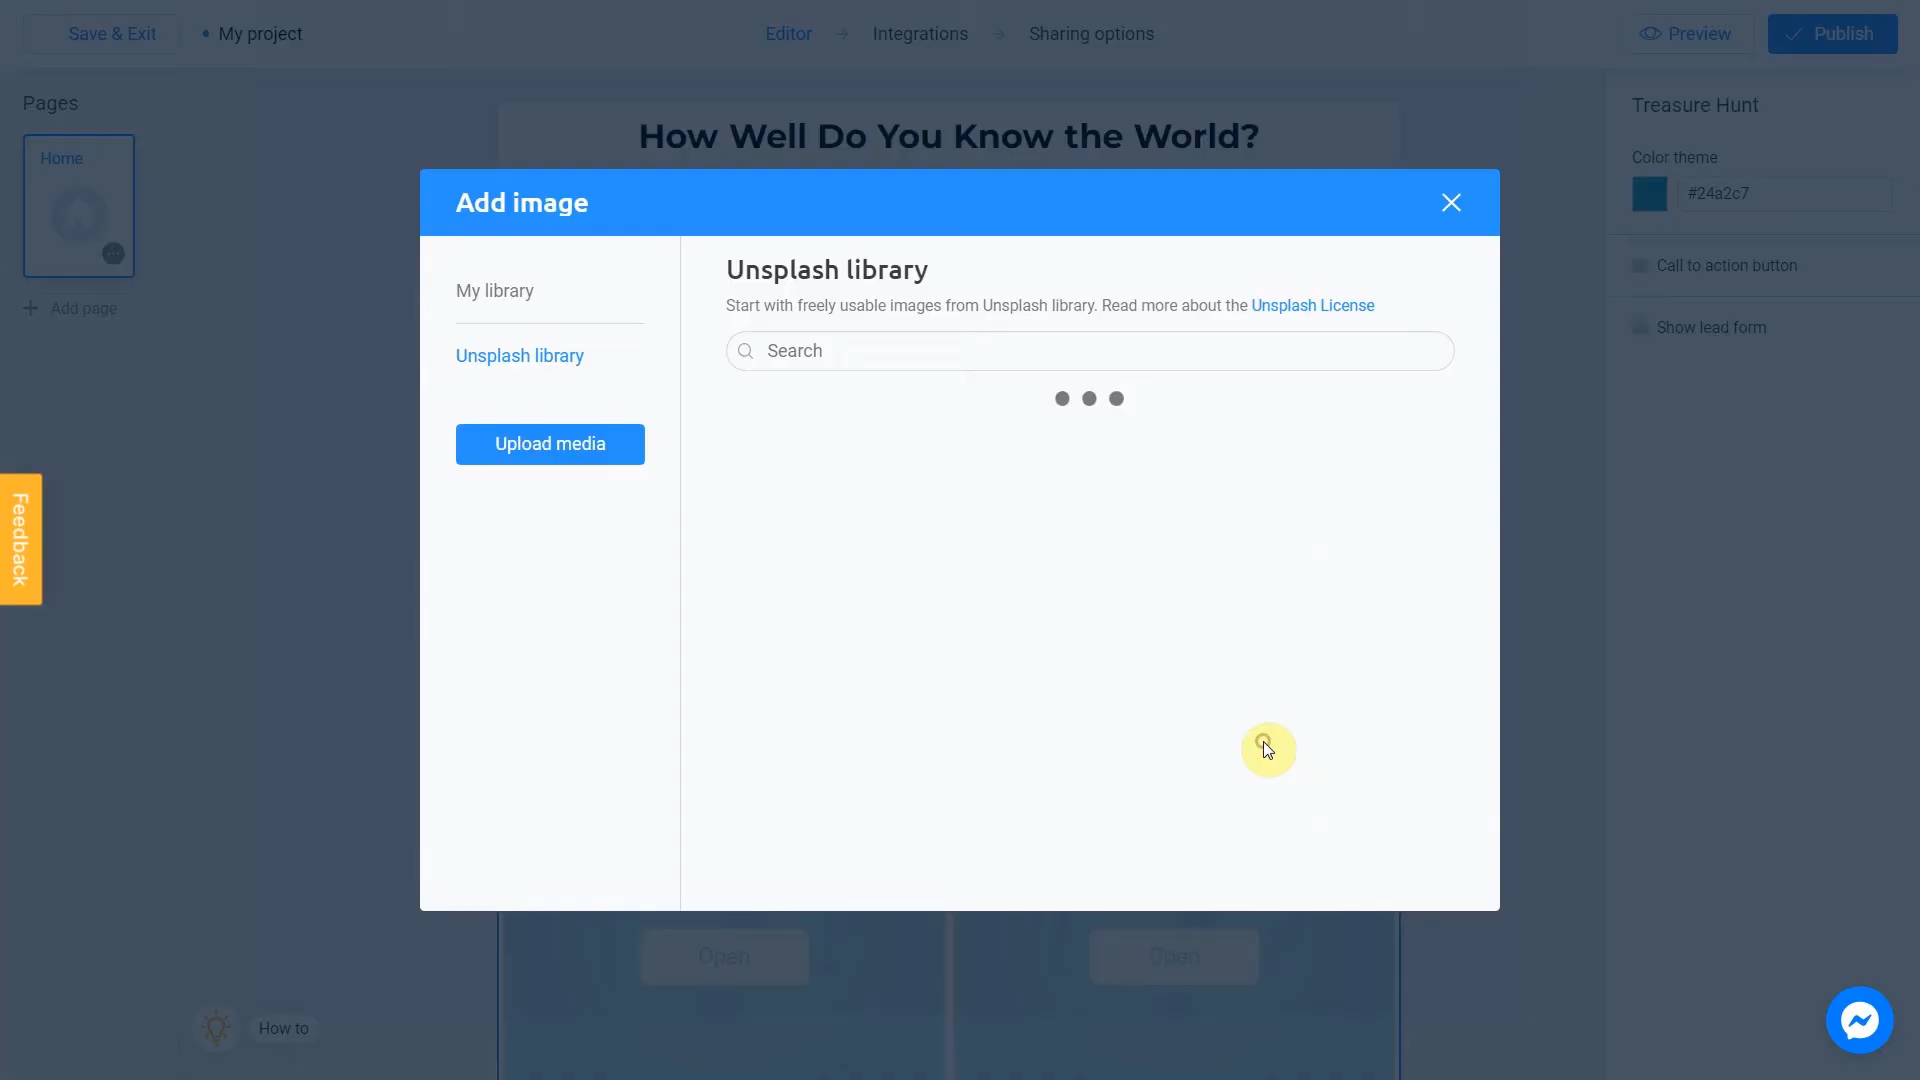 Save & Exit
My project
Editor
Integrations
Sharing options
Preview
Publish
Pages
Home
Add page
How Well Do You Know the World?
Treasure Hunt
Color theme
#24a2c7
Call to action button
Show lead form
Add image
My library
Unsplash library
Upload media
Unsplash library
Start with freely usable images from Unsplash library. Read more about the Unsplash License
Search
Feedback
Open
Open
How to